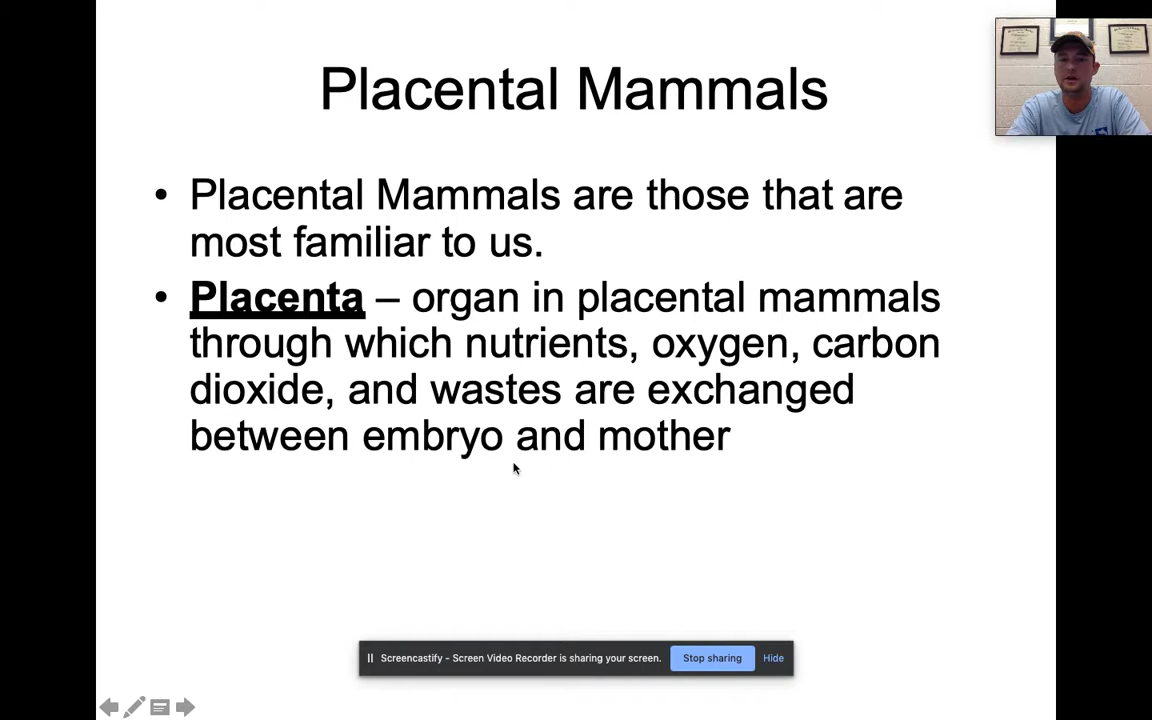 Placental Mammals
• Placental Mammals are those that are
most familiar to us.
• Placenta – organ in placental mammals
through which nutrients, oxygen, carbon
dioxide, and wastes are exchanged
between embryo and mother
Screencastify - Screen Video Recorder is sharing your screen.
Stop sharing
Hide